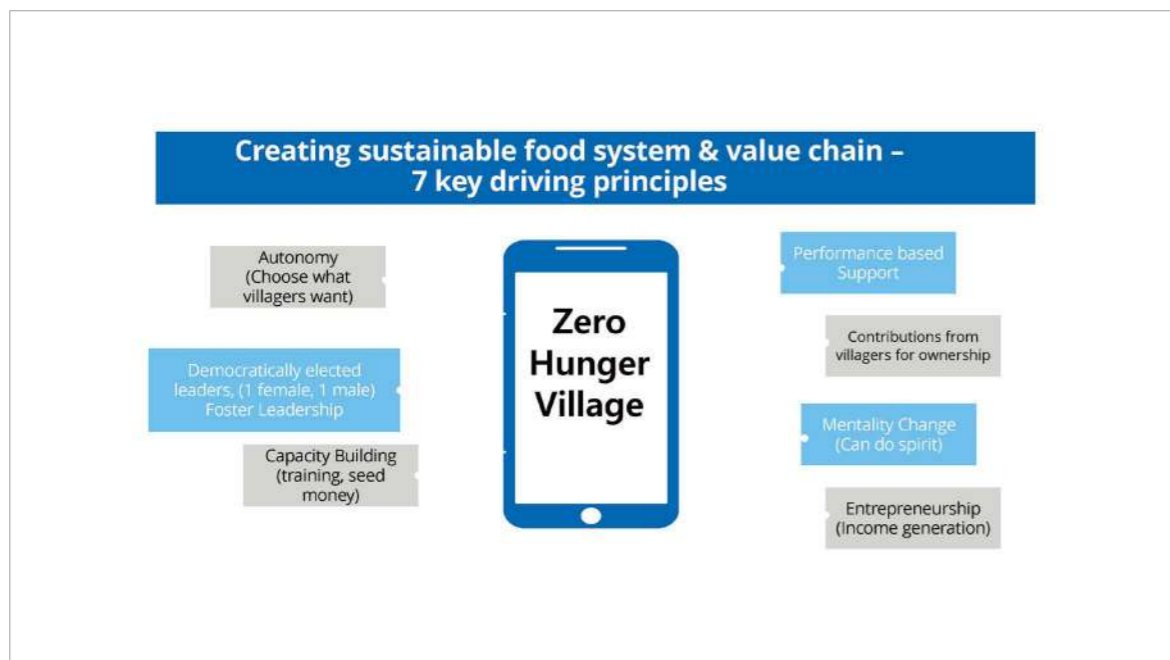 Creating sustainable food system & value chain –
7 key driving principles
Autonomy
(Choose what
villagers want)
Democratically elected
leaders, (1 female, 1 male)
Foster Leadership
Capacity Building
(training, seed
money)
Zero
Hunger
Village
Performance based
Support
Contributions from
villagers for ownership
Mentality Change
(Can do spirit)
Entrepreneurship
(Income generation)